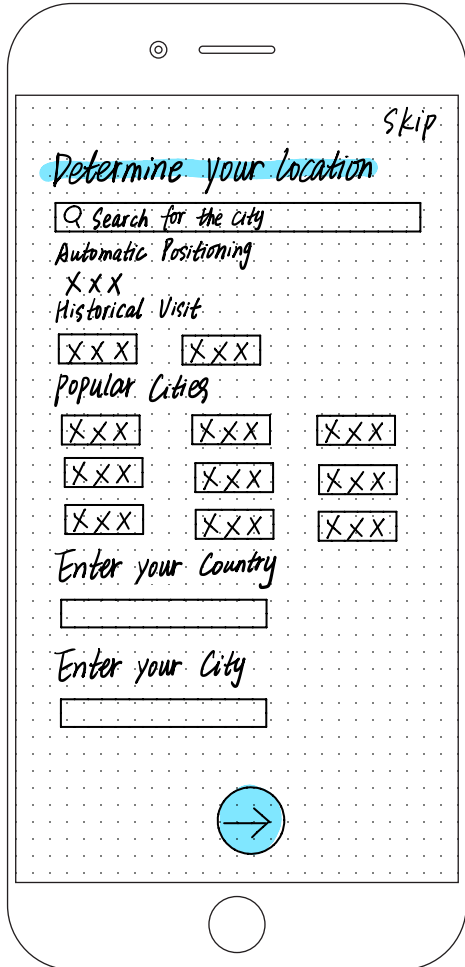 Skip
Determine your location
Search for the city
Automatic Positioning
XXX
Historical Visit
XXX XXX
Popular Cities
XXX XXX XXX
XXX XXX XXX
XXX XXX XXX
Enter your Country
Enter your City